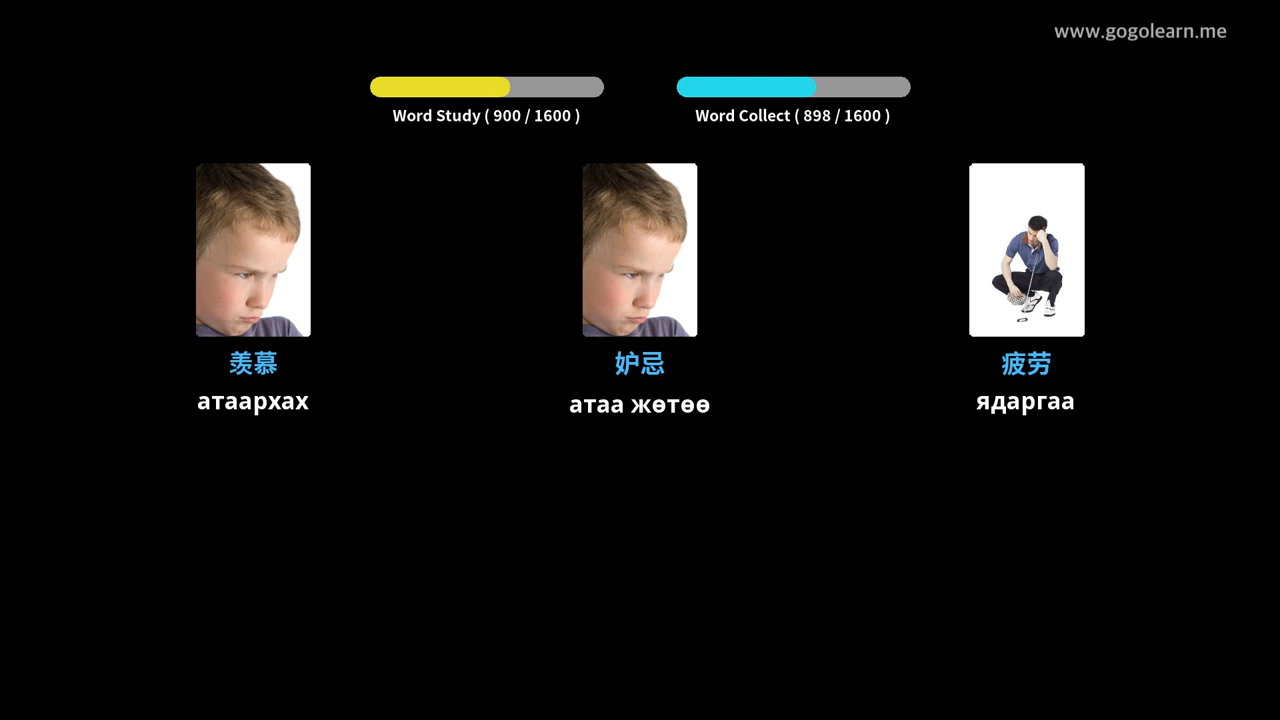 www.gogolearn.me
Word Study ( 900 / 1600 )
Word Collect ( 898 / 1600 )
羡慕
妒忌
疲劳
атаархах
атаа жөтөө
ядаргаа